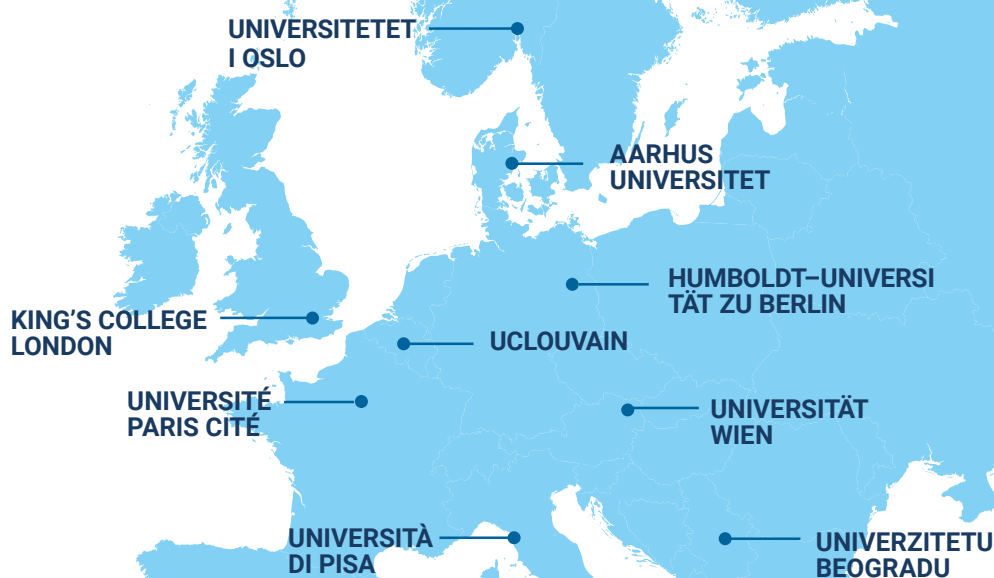 UNIVERSITETET
I OSLO
AARHUS
UNIVERSITET
HUMBOLDT–UNIVERSI
TÄT ZU BERLIN
KING'S COLLEGE
LONDON
UCLOUVAIN
UNIVERSITÉ
PARIS CITÉ
UNIVERSITÄT
WIEN
UNIVERSITÀ
DI PISA
UNIVERZITETU
BEOGRADU